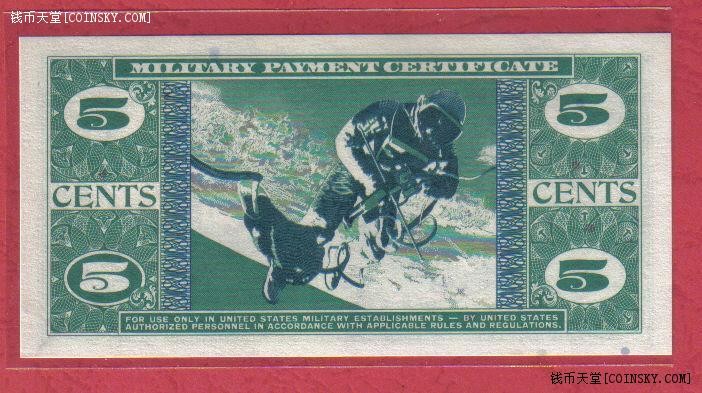 钱币天堂[COINSKY.COM]
MILITARY PAYMENT CERTIFICATE
5 5
CENTS CENTS
5 5
FOR USE ONLY IN UNITED STATES MILITARY ESTABLISHMENTS — BY UNITED STATES
AUTHORIZED PERSONNEL IN ACCORDANCE WITH APPLICABLE RULES AND REGULATIONS.
钱币天堂[COINSKY.COM]